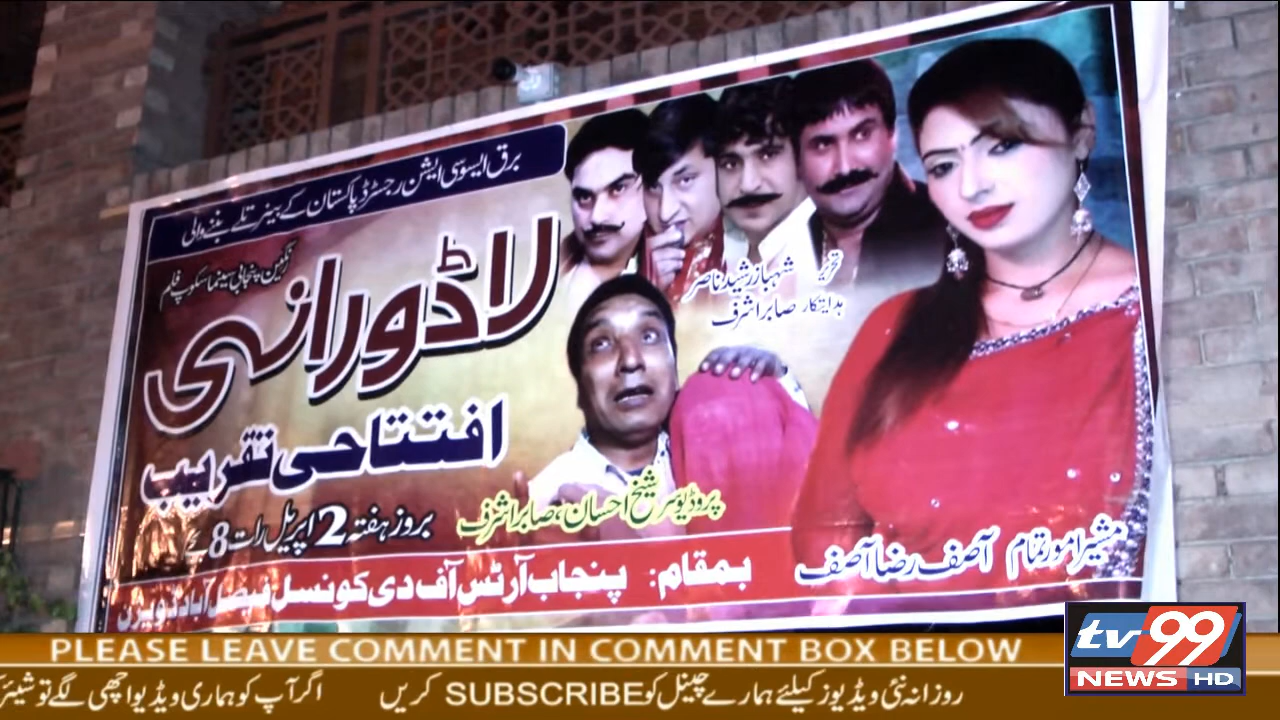 برق ایسوسی ایشن رجسٹرڈ پاکستان کے بینر تلے بننے والی
رنگین پنجابی سینما سکوپ فلم
لاڈو رانی
تحریر شہباز رشید ناصر
ہدایتکار صابر اشرف
افتتاحی تقریب
پروڈیوسر شیخ احسان، صابر اشرف
بروز ہفتہ 2 اپریل رات 8 بجے
مشیر امور تمام آصف رضا آصف
بمقام: پنجاب آرٹس آف دی کونسل فیصل آباد ڈویژن
PLEASE LEAVE COMMENT IN COMMENT BOX BELOW
روزانہ نئی ویڈیوز کیلئے ہمارے چینل کو SUBSCRIBE کریں اگر آپ کو ہماری ویڈیو اچھی لگے تو شیئر
tv99
NEWS HD